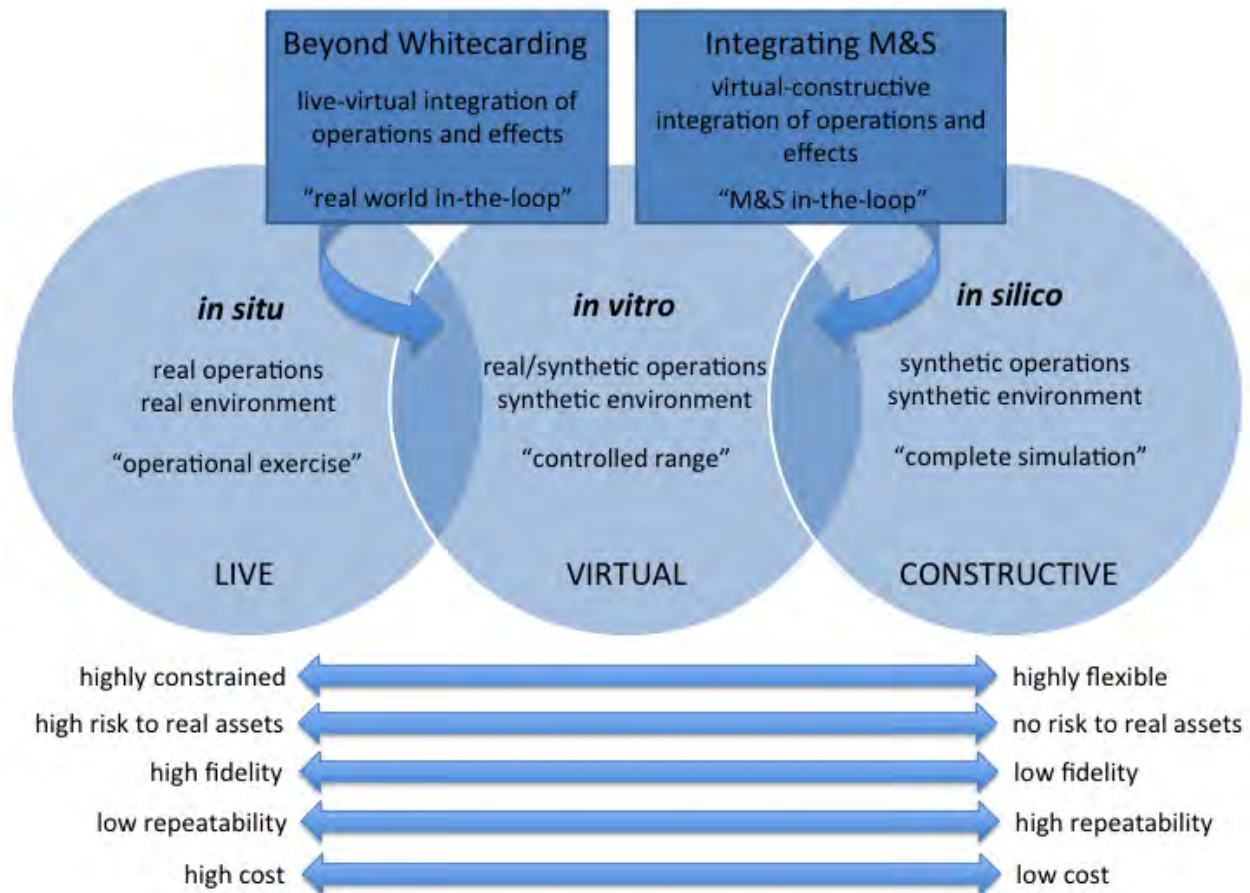 Beyond Whitecarding
live-virtual integration of
operations and effects
“real world in-the-loop”
Integrating M&S
virtual-constructive
integration of operations and
effects
“M&S in-the-loop”
in situ
real operations
real environment
“operational exercise”
LIVE
in vitro
real/synthetic operations
synthetic environment
“controlled range”
VIRTUAL
in silico
synthetic operations
synthetic environment
“complete simulation”
CONSTRUCTIVE
highly constrained
highly flexible
high risk to real assets
no risk to real assets
high fidelity
low fidelity
low repeatability
high repeatability
high cost
low cost